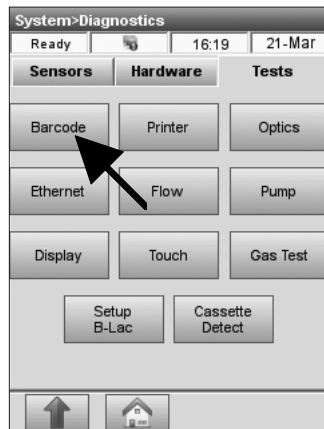 System>Diagnostics
Ready 16:19 21-Mar
Sensors Hardware Tests
Barcode Printer Optics
Ethernet Flow Pump
Display Touch Gas Test
Setup B-Lac Cassette Detect